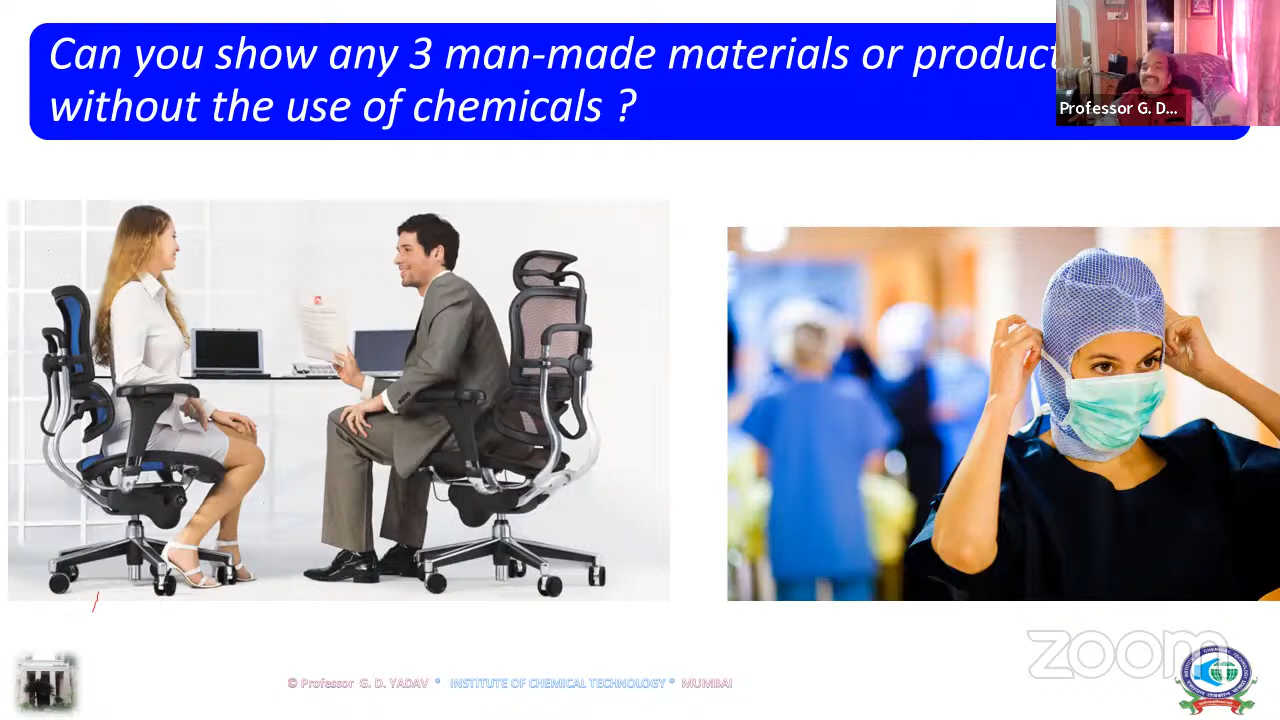 Can you show any 3 man-made materials or product
without the use of chemicals ?
Professor G. D...
© Professor G. D. YADAV * INSTITUTE OF CHEMICAL TECHNOLOGY * MUMBAI
zoom